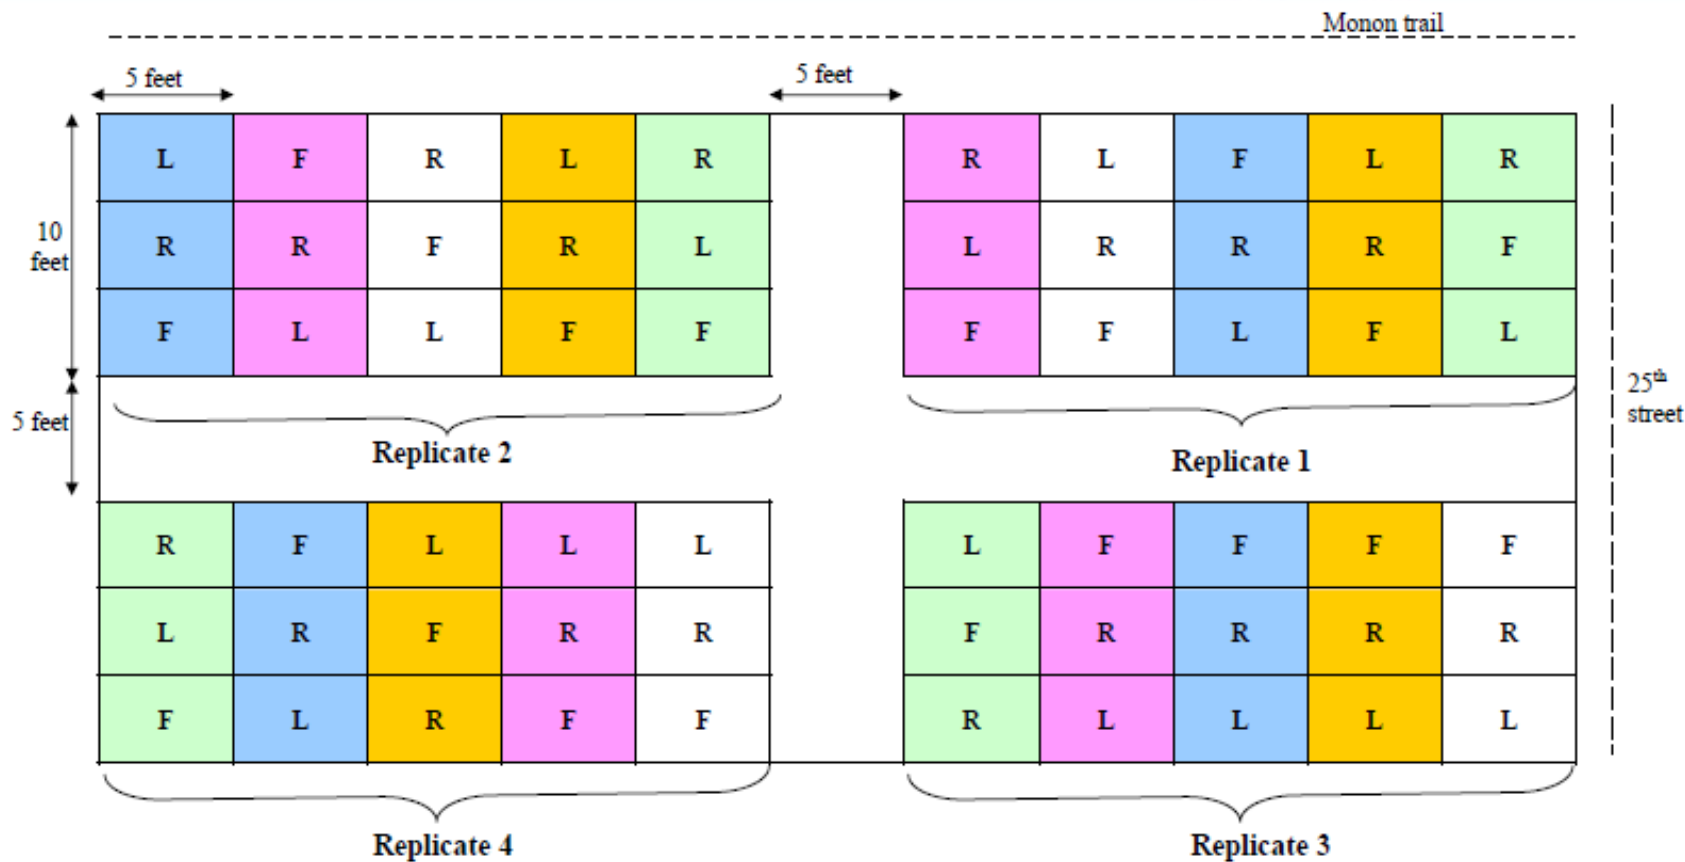 Monon trail
5 feet 5 feet
L F R L R R L F L R
10
feet
R R F R L L R R R F
F L L F F F F L F L
5 feet
25th
street
Replicate 2 Replicate 1
R F L L L L F F F F
L R F R R F R R R R
F L R F F R L L L L
Replicate 4 Replicate 3